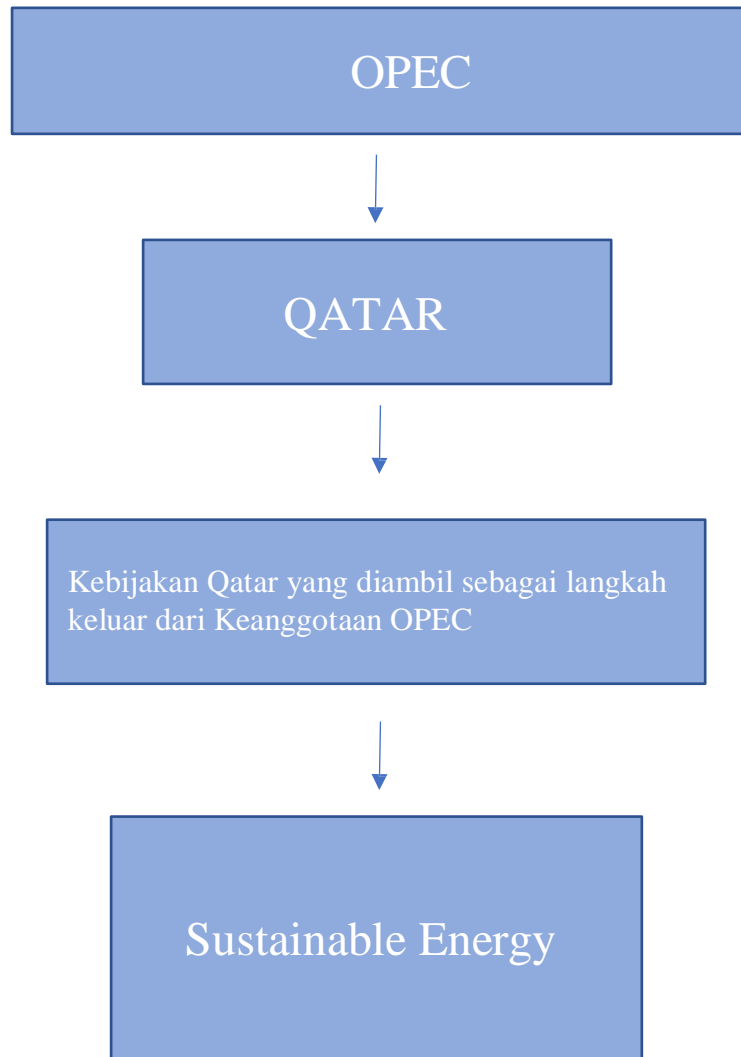 OPEC
QATAR
Kebijakan Qatar yang diambil sebagai langkah
keluar dari Keanggotaan OPEC
Sustainable Energy